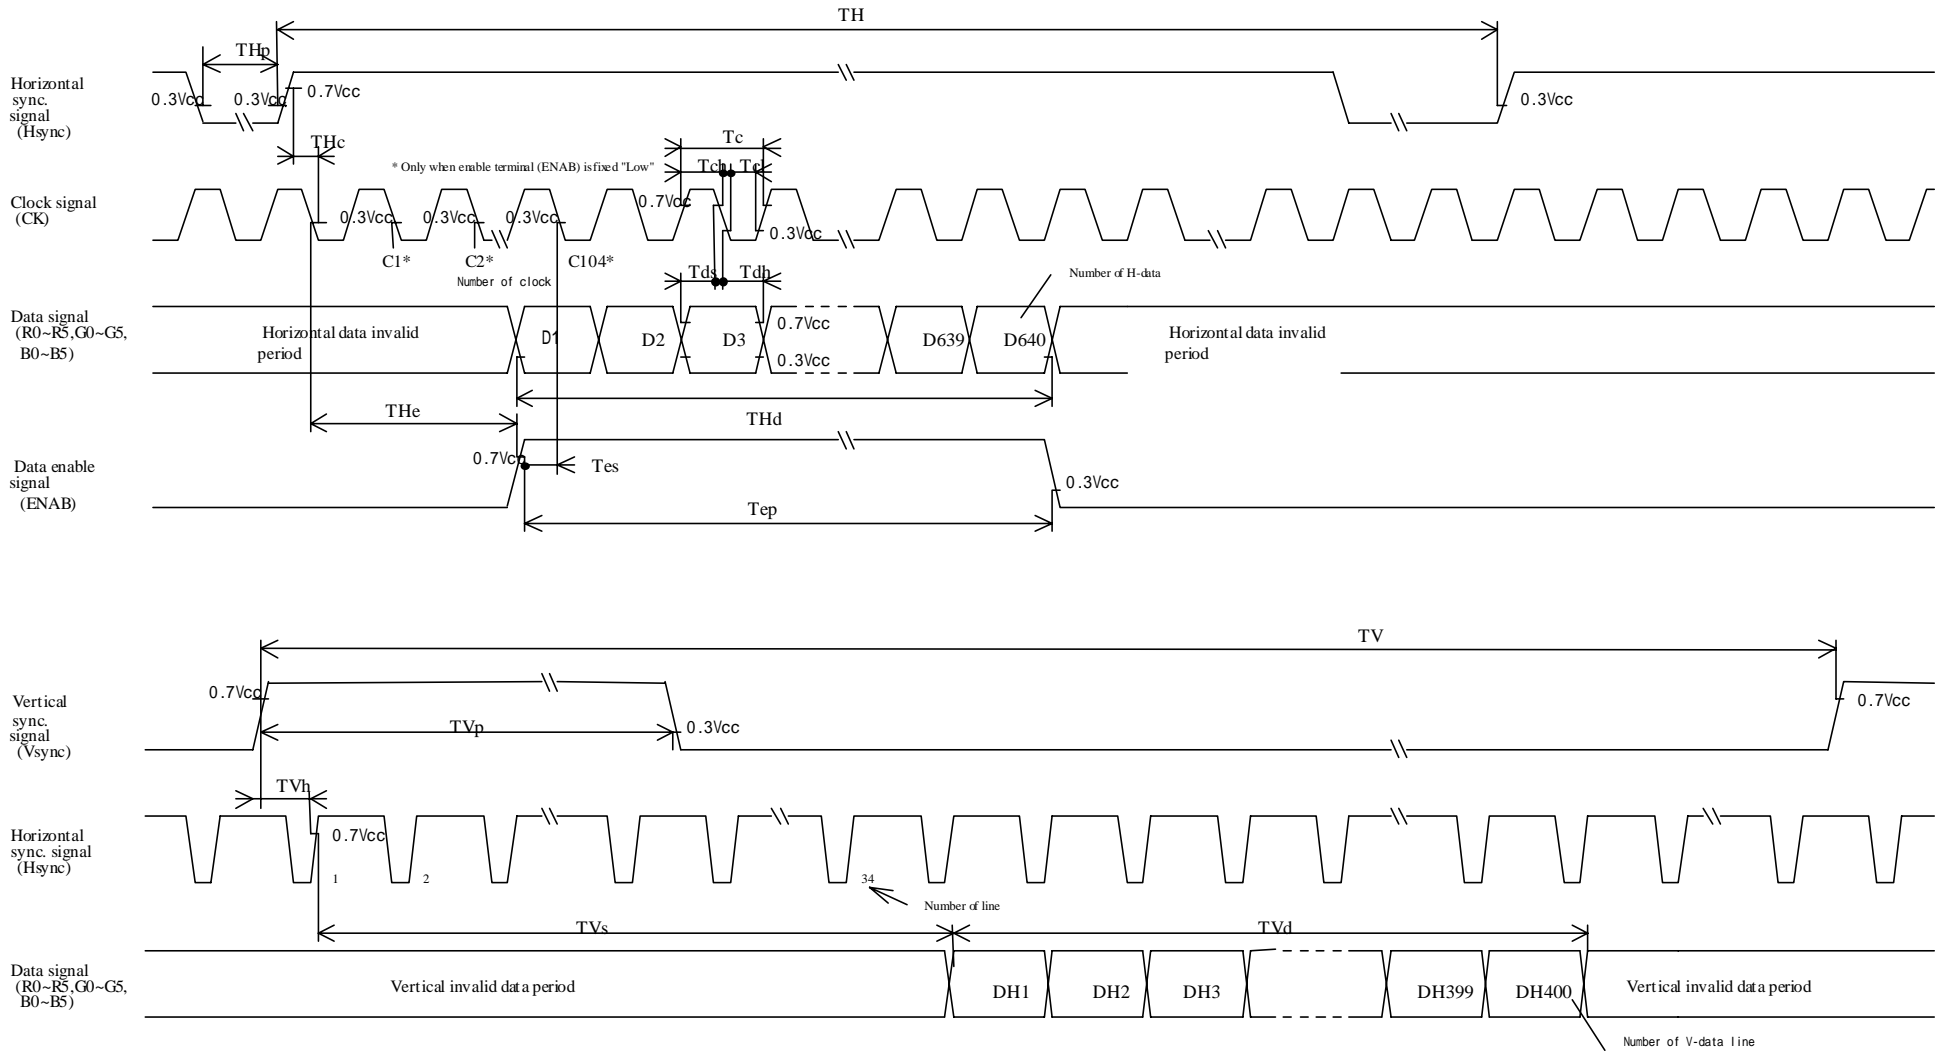 TH
THp
Horizontal
sync.
signal
(Hsync)
0.3Vcc
0.3Vcc
0.7Vcc
0.3Vcc
THc
* Only when enable terminal (ENAB) is fixed "Low"
Tc
Tch
Tcl
Clock signal
(CK)
0.3Vcc
0.3Vcc
0.3Vcc
0.7Vcc
0.3Vcc
C1*
C2*
C104*
Number of clock
Tds
Tdh
Number of H-data
Data signal
(R0~R5,G0~G5,
B0~B5)
Horizontal data invalid
period
D1
D2
D3
0.7Vcc
0.3Vcc
D639
D640
Horizontal data invalid
period
THe
THd
Data enable
signal
(ENAB)
0.7Vcc
Tes
0.3Vcc
Tep
TV
Vertical
sync.
signal
(Vsync)
0.7Vcc
TVp
0.3Vcc
0.7Vcc
TVh
Horizontal
sync. signal
(Hsync)
0.7Vcc
1
2
34
Number of line
TVs
TVd
Data signal
(R0~R5,G0~G5,
B0~B5)
Vertical invalid data period
DH1
DH2
DH3
DH399
DH400
Vertical invalid data period
Number of V-data line